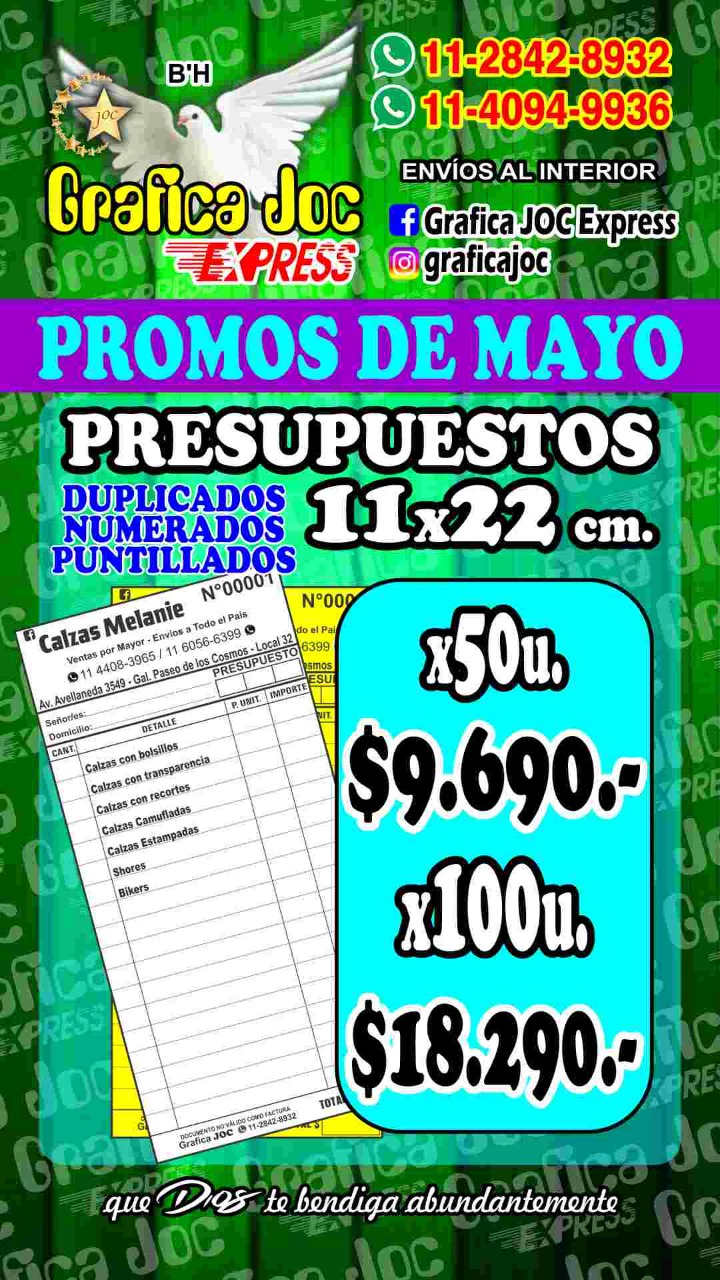 B'H
JOC
Grafica Joc
EXPRESS
11-2842-8932
11-4094-9936
ENVÍOS AL INTERIOR
Grafica JOC Express
graficajoc
PROMOS DE MAYO
PRESUPUESTOS
DUPLICADOS
NUMERADOS
PUNTILLADOS
11x22 cm.
N°00001
Calzas Melanie
Ventas por Mayor - Envios a Todo el País
11 4408-3965 / 11 6056-6399
Av. Avellaneda 3549 - Gal. Paseo de los Cosmos - Local 32
PRESUPUESTO
Señor/es:
Domicilio:
CANT. DETALLE P. UNIT. IMPORTE
Calzas con bolsillos
Calzas con transparencia
Calzas con recortes
Calzas Camufladas
Calzas Estampadas
Shores
Bikers
DOCUMENTO NO VÁLIDO COMO FACTURA
Grafica JOC 11-2842-8932
x50u.
$9.690.-
x100u.
$18.290.-
que Dios te bendiga abundantemente